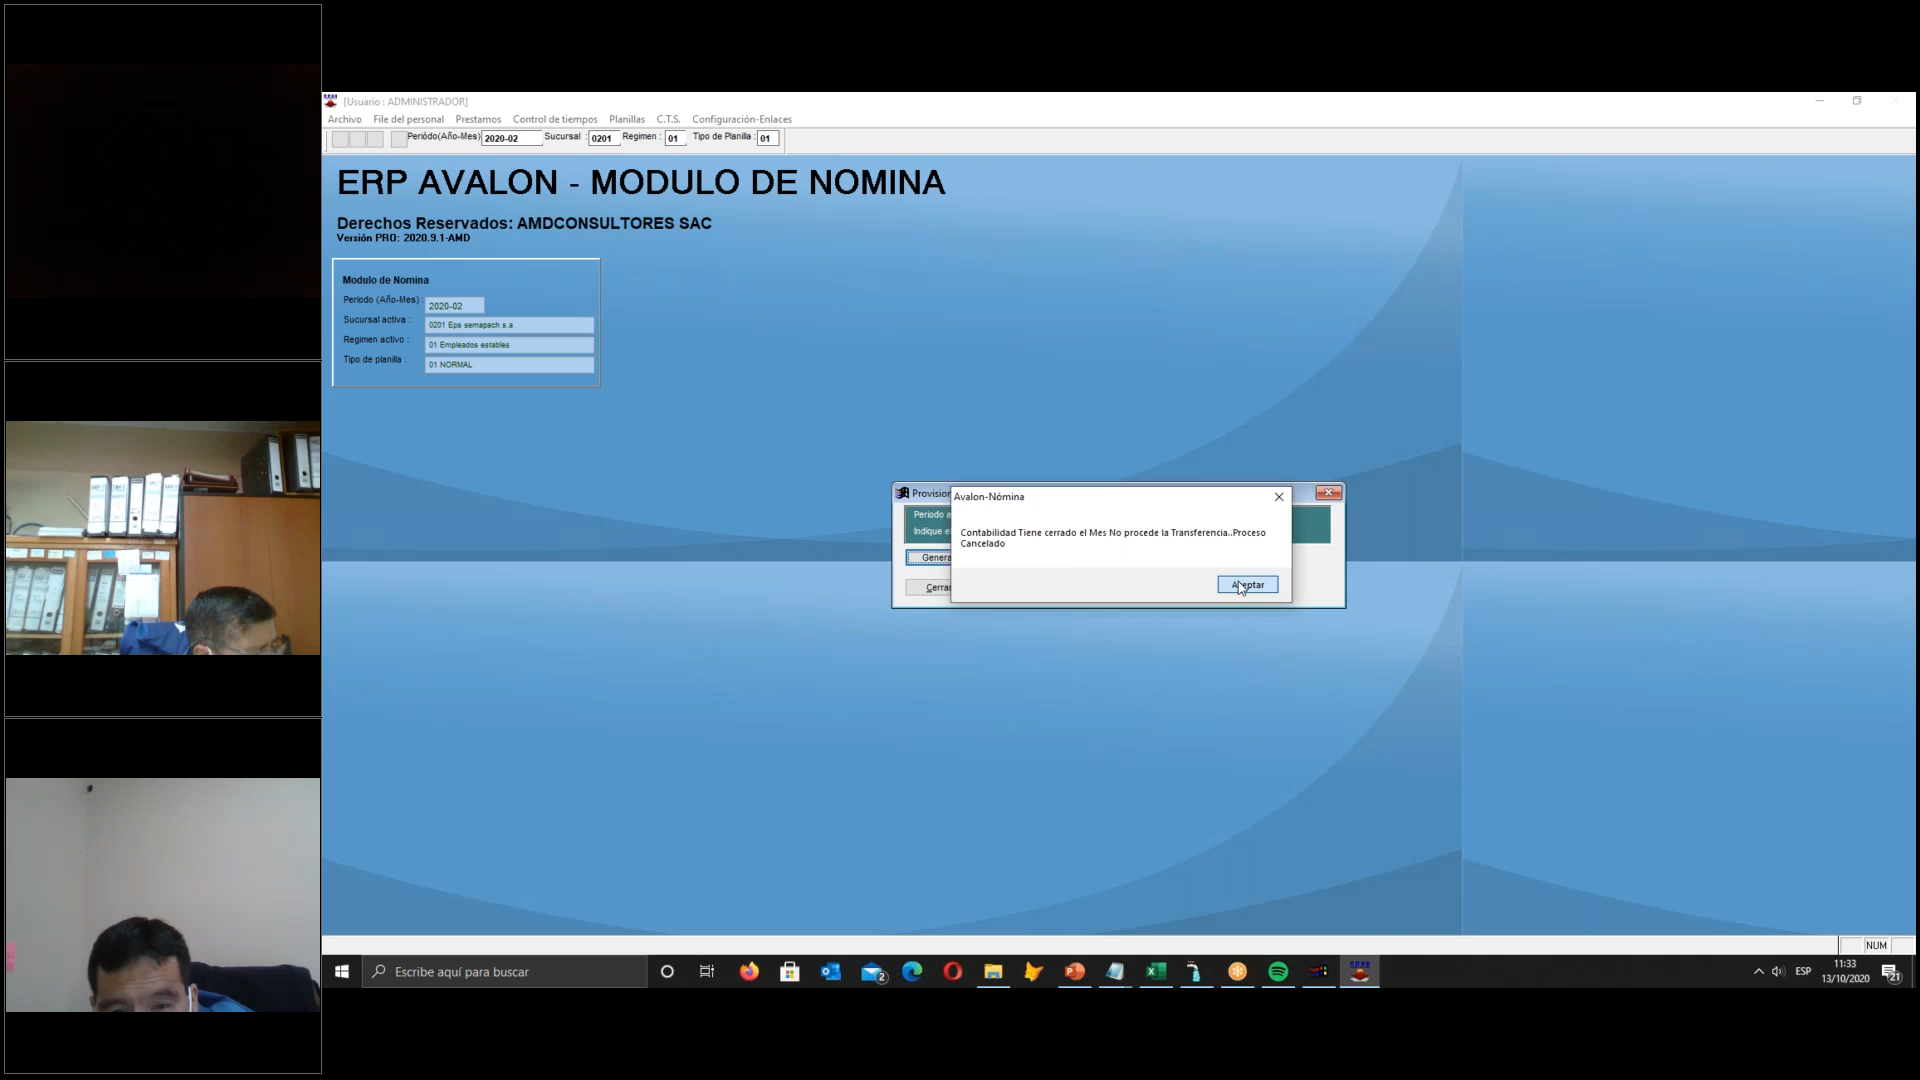 [Usuario : ADMINISTRADOR]
Archivo File del personal Prestamos Control de tiempos Planillas C.T.S. Configuración-Enlaces
Periódo(Año-Mes) 2020-02 Sucursal : 0201 Regimen : 01 Tipo de Planilla : 01
ERP AVALON - MODULO DE NOMINA
Derechos Reservados: AMDCONSULTORES SAC
Versión PRO: 2020.9.1-AMD
Modulo de Nomina
Periodo (Año-Mes) : 2020-02
Sucursal activa : 0201 Eps semapach s.a
Regimen activo : 01 Empleados estables
Tipo de planilla : 01 NORMAL
Avalon-Nómina
Periodo
Indique
Contabilidad Tiene cerrado el Mes No procede la Transferencia..Proceso
Cancelado
Aceptar
NUM
Escribe aquí para buscar
2
ESP
11:33
13/10/2020
21